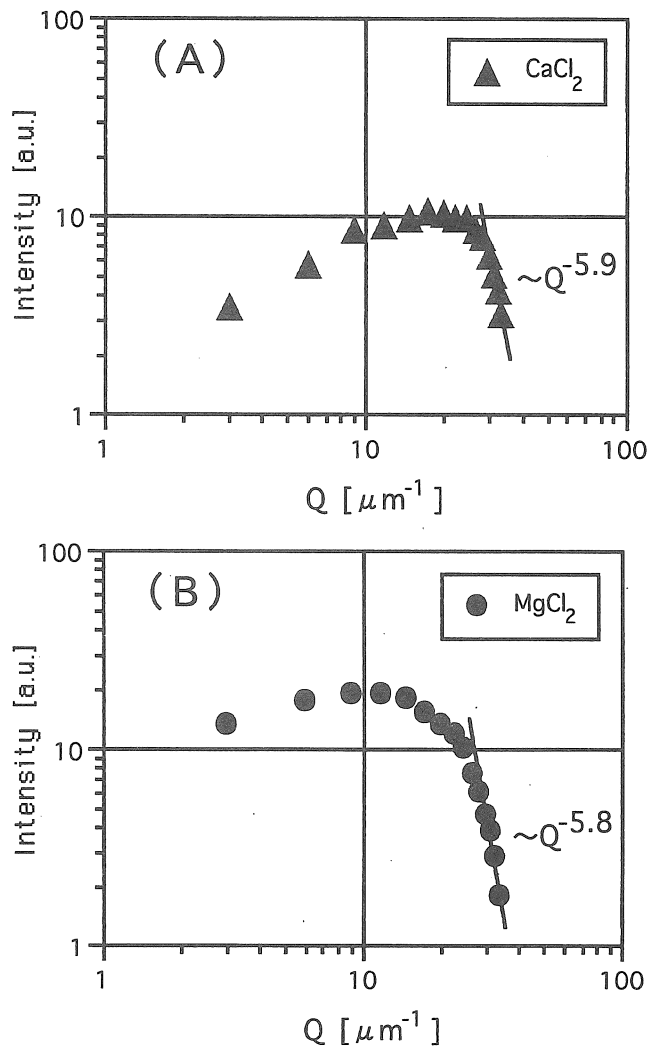 100
(A)
CaCl2
Intensity [a.u.]
10
~Q-5.9
1
1
10
100
Q [μm-1]
100
(B)
MgCl2
Intensity [a.u.]
10
~Q-5.8
1
1
10
100
Q [μm-1]